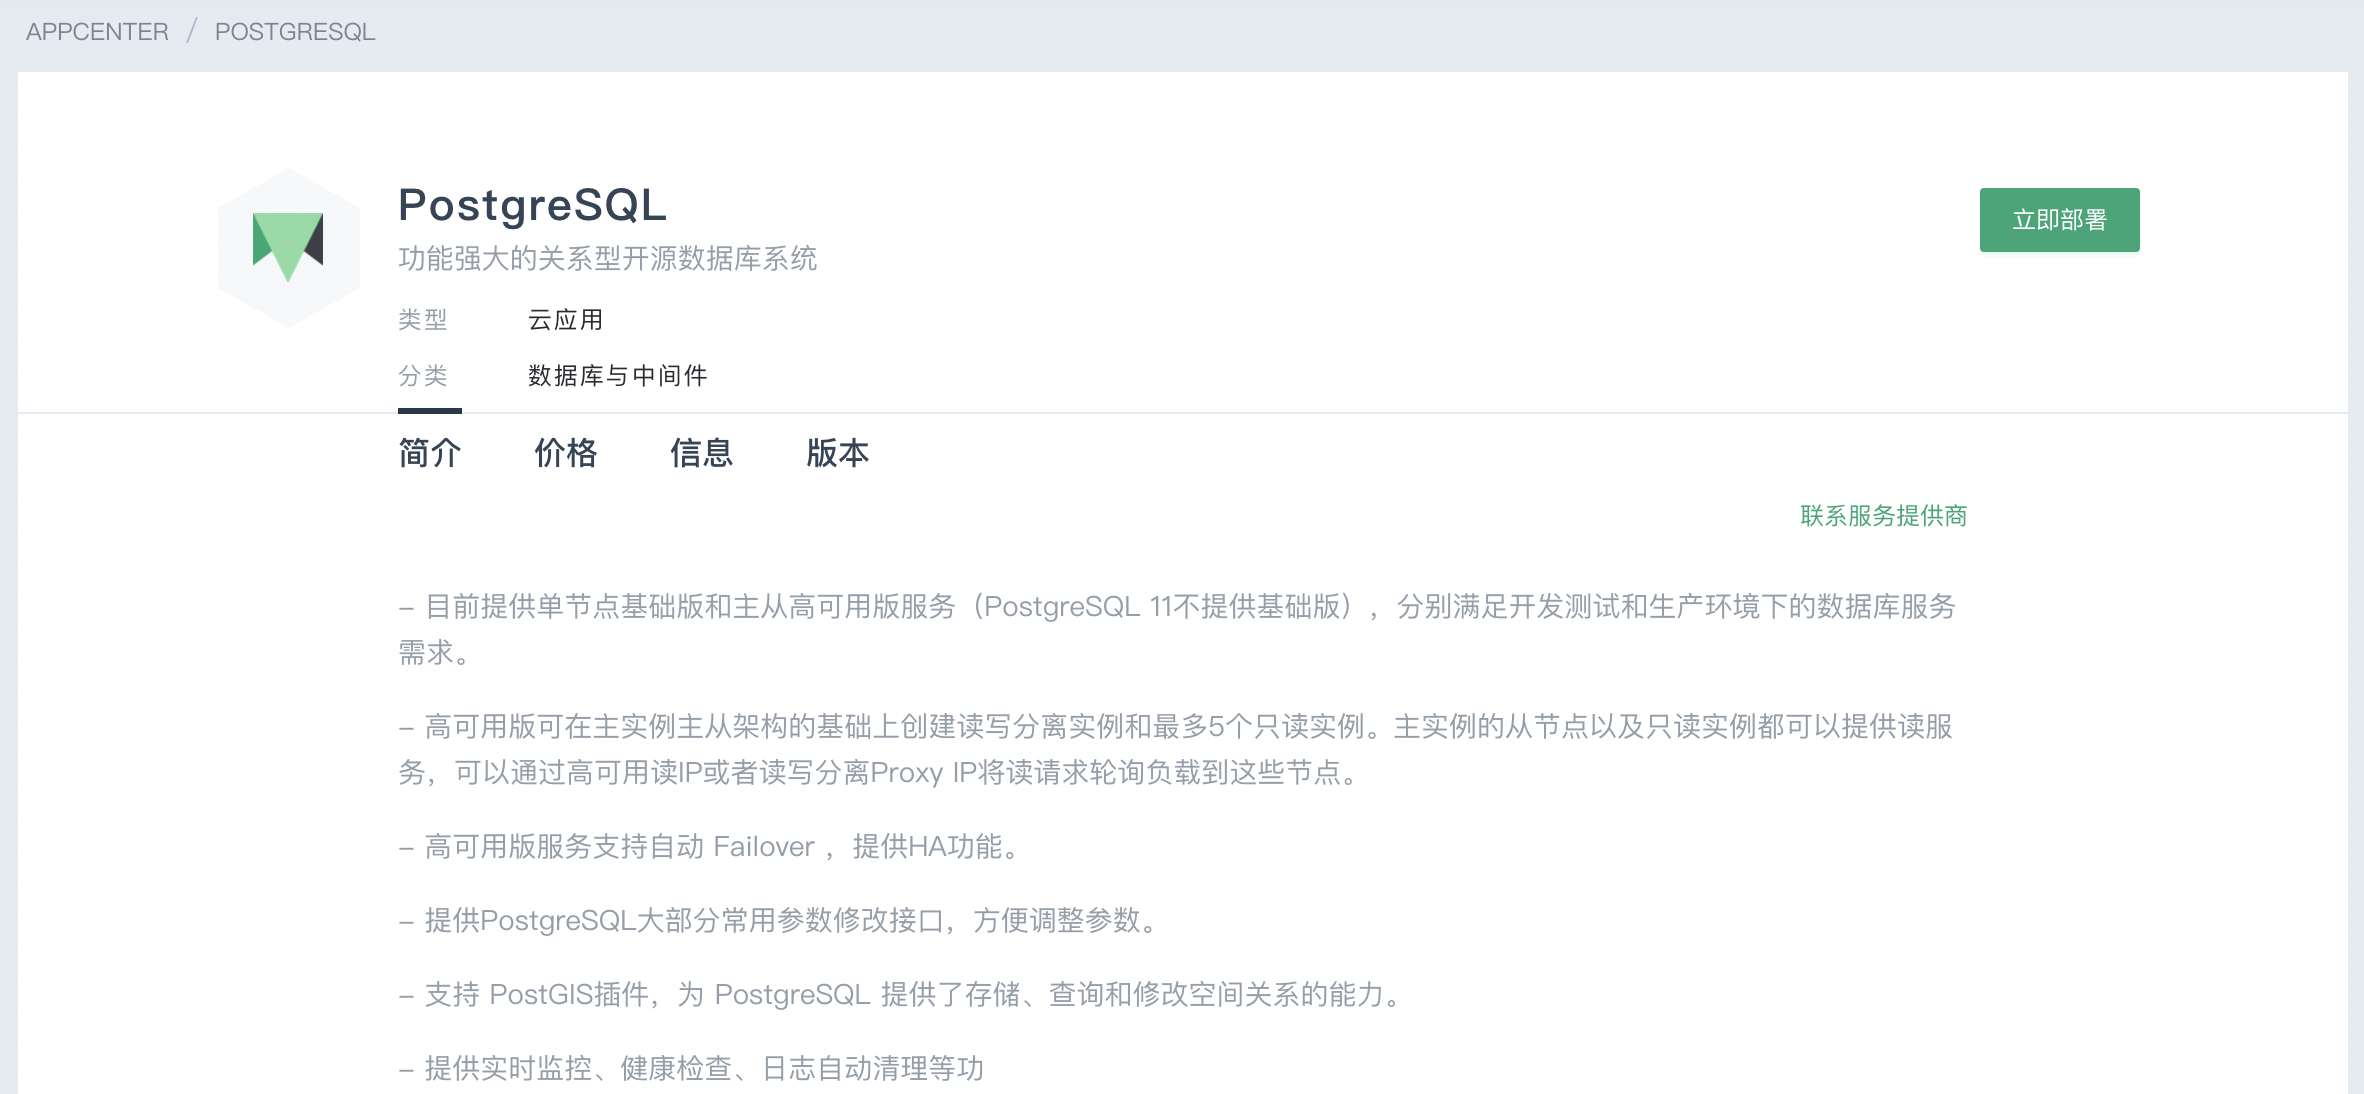 APPCENTER / POSTGRESQL
PostgreSQL
立即部署
功能强大的关系型开源数据库系统
类型 云应用
分类 数据库与中间件
简介 价格 信息 版本
联系服务提供商
– 目前提供单节点基础版和主从高可用版服务（PostgreSQL 11不提供基础版），分别满足开发测试和生产环境下的数据库服务
需求。
– 高可用版可在主实例主从架构的基础上创建读写分离实例和最多5个只读实例。主实例的从节点以及只读实例都可以提供读服
务，可以通过高可用读IP或者读写分离Proxy IP将读请求轮询负载到这些节点。
– 高可用版服务支持自动 Failover ，提供HA功能。
– 提供PostgreSQL大部分常用参数修改接口，方便调整参数。
– 支持 PostGIS插件，为 PostgreSQL 提供了存储、查询和修改空间关系的能力。
– 提供实时监控、健康检查、日志自动清理等功